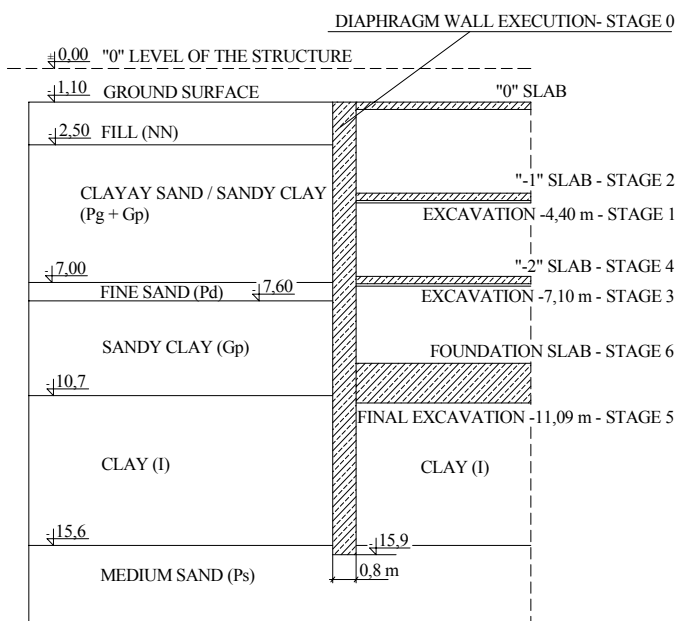 DIAPHRAGM WALL EXECUTION- STAGE 0
±0,00 "0" LEVEL OF THE STRUCTURE
-1,10 GROUND SURFACE
"0" SLAB
-2,50 FILL (NN)
CLAYAY SAND / SANDY CLAY
(Pg + Gp)
"-1" SLAB - STAGE 2
EXCAVATION -4,40 m - STAGE 1
-7,00
"-2" SLAB - STAGE 4
FINE SAND (Pd)
-7,60
EXCAVATION -7,10 m - STAGE 3
SANDY CLAY (Gp)
FOUNDATION SLAB - STAGE 6
-10,7
FINAL EXCAVATION -11,09 m - STAGE 5
CLAY (I)
CLAY (I)
-15,6
-15,9
MEDIUM SAND (Ps)
0,8 m